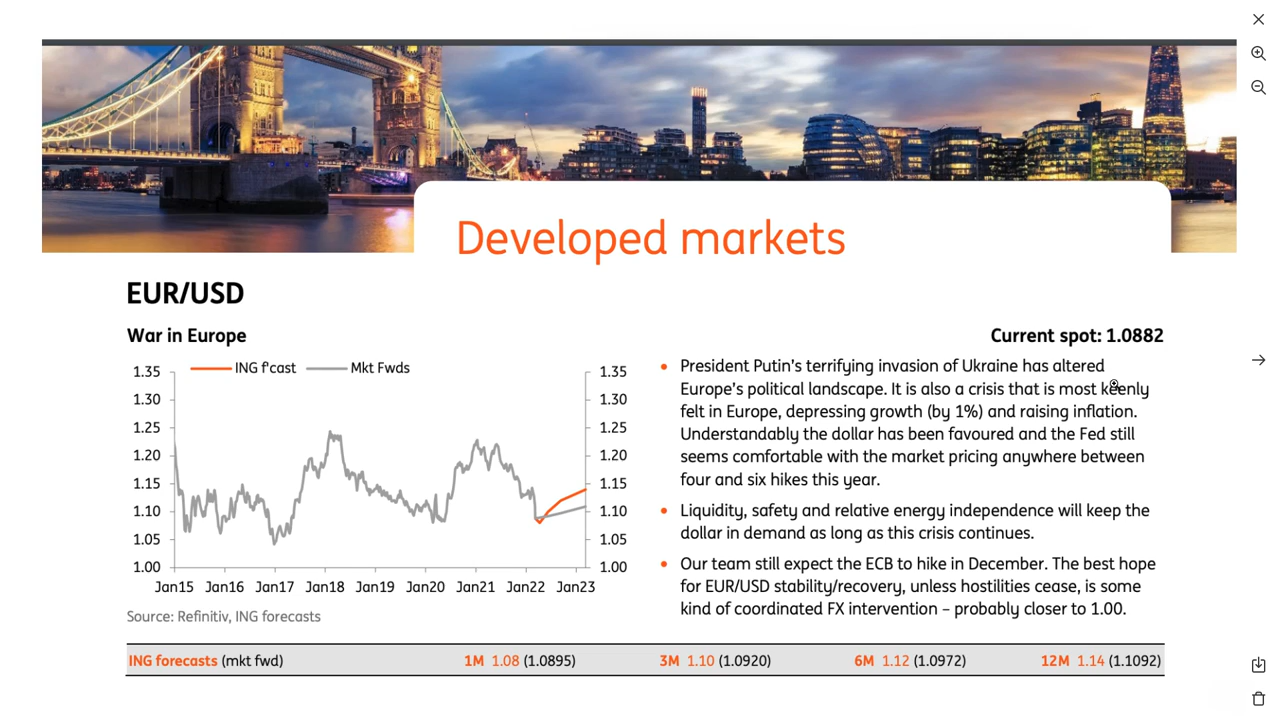 Developed markets
EUR/USD
War in Europe
Current spot: 1.0882
ING f'cast
Mkt Fwds
1.35
1.30
1.25
1.20
1.15
1.10
1.05
1.00
1.35
1.30
1.25
1.20
1.15
1.10
1.05
1.00
Jan15 Jan16 Jan17 Jan18 Jan19 Jan20 Jan21 Jan22 Jan23
Source: Refinitiv, ING forecasts
• President Putin's terrifying invasion of Ukraine has altered
Europe's political landscape. It is also a crisis that is most keenly
felt in Europe, depressing growth (by 1%) and raising inflation.
Understandably the dollar has been favoured and the Fed still
seems comfortable with the market pricing anywhere between
four and six hikes this year.
• Liquidity, safety and relative energy independence will keep the
dollar in demand as long as this crisis continues.
• Our team still expect the ECB to hike in December. The best hope
for EUR/USD stability/recovery, unless hostilities cease, is some
kind of coordinated FX intervention – probably closer to 1.00.
ING forecasts (mkt fwd) 1M 1.08 (1.0895) 3M 1.10 (1.0920) 6M 1.12 (1.0972) 12M 1.14 (1.1092)